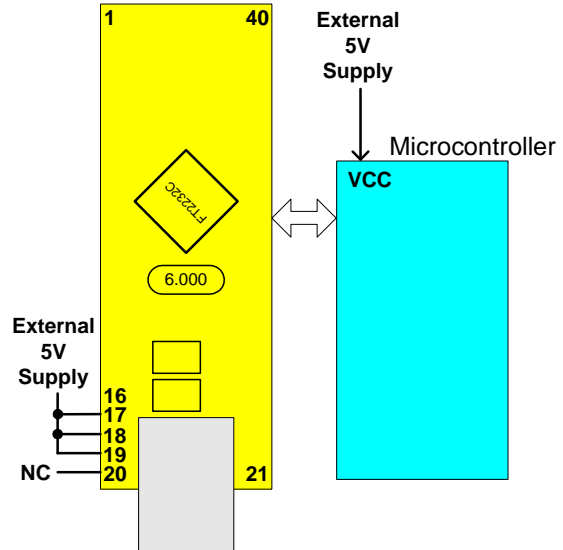 1 40
External
5V
Supply
Microcontroller
VCC
FT2232C
6.000
External
5V
Supply
16
17
18
19
NC 20 21